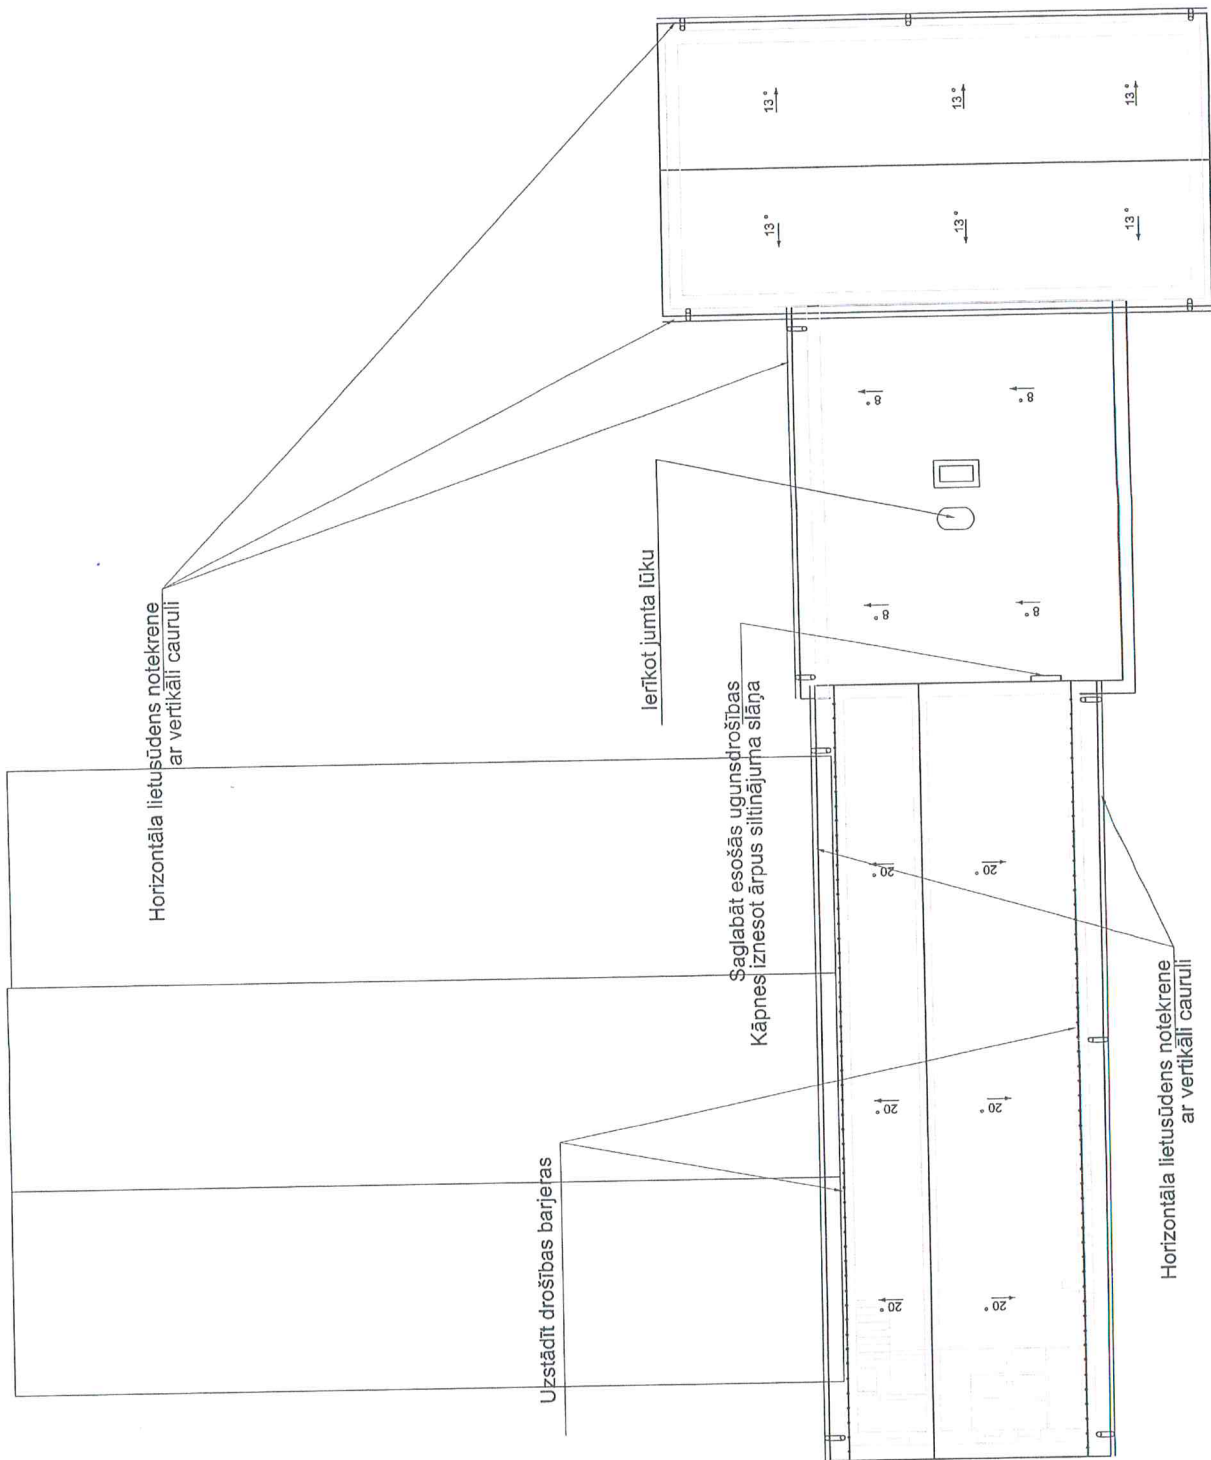 Horizontāla lietusūdens notekrene
ar vertikāli cauruli
Uzstādīt drošības barjeras
Ierīkot jumta lūku
Saglabāt esošās ugunsdrošības
Kāpnes iznesot ārpus siltinājuma slāņa
Horizontāla lietusūdens notekrene
ar vertikāli cauruli
13°
13°
13°
13°
13°
13°
8°
8°
8°
8°
20°
20°
20°
20°
20°
20°